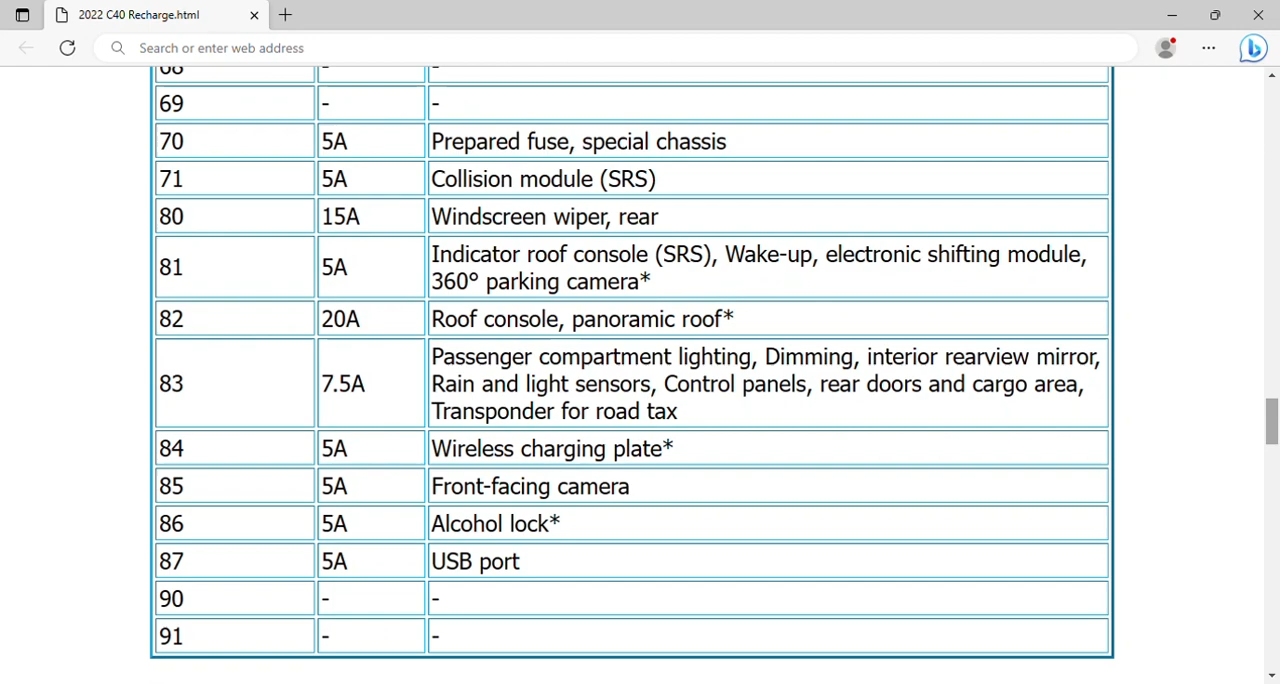 2022 C40 Recharge.html
Search or enter web address
68 - -
69 - -
70 5A Prepared fuse, special chassis
71 5A Collision module (SRS)
80 15A Windscreen wiper, rear
81 5A Indicator roof console (SRS), Wake-up, electronic shifting module,
360° parking camera*
82 20A Roof console, panoramic roof*
83 7.5A Passenger compartment lighting, Dimming, interior rearview mirror,
Rain and light sensors, Control panels, rear doors and cargo area,
Transponder for road tax
84 5A Wireless charging plate*
85 5A Front-facing camera
86 5A Alcohol lock*
87 5A USB port
90 - -
91 - -